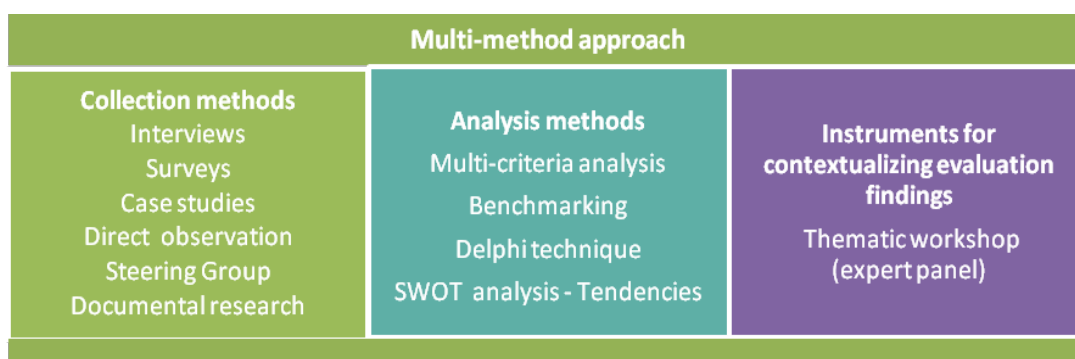 Multi-method approach
Collection methods
Interviews
Surveys
Case studies
Direct observation
Steering Group
Documental research
Analysis methods
Multi-criteria analysis
Benchmarking
Delphi technique
SWOT analysis - Tendencies
Instruments for
contextualizing evaluation
findings
Thematic workshop
(expert panel)